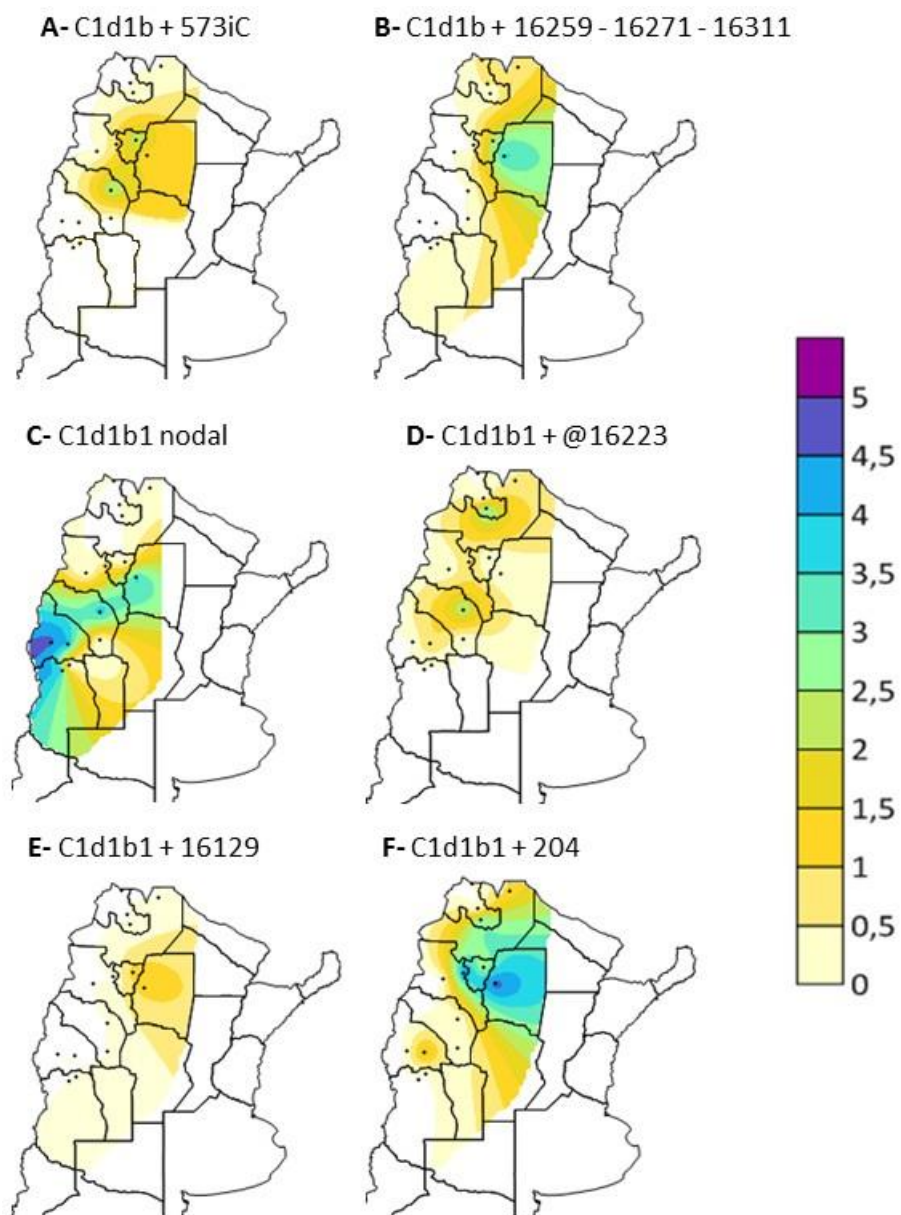 A- C1d1b + 573iC
B- C1d1b + 16259 - 16271 - 16311
C- C1d1b1 nodal
D- C1d1b1 + @16223
E- C1d1b1 + 16129
F- C1d1b1 + 204
5
4,5
4
3,5
3
2,5
2
1,5
1
0,5
0